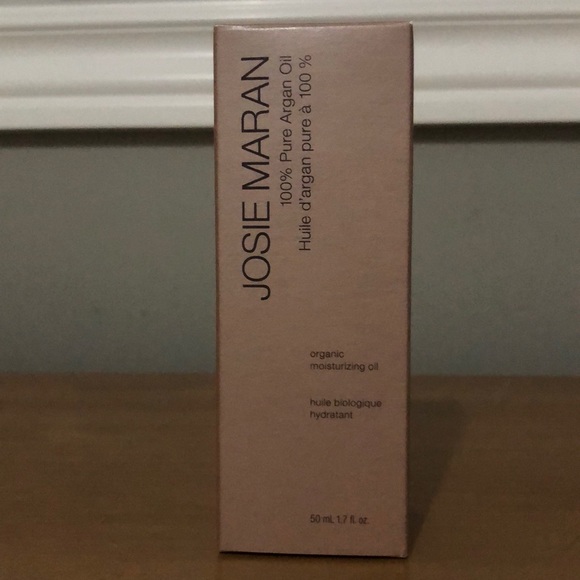 JOSIE MARAN
100% Pure Argan Oil
Huile d'argan pure à 100 %
organic
moisturizing oil
huile biologique
hydratant
50 mL 1.7 fl. oz.